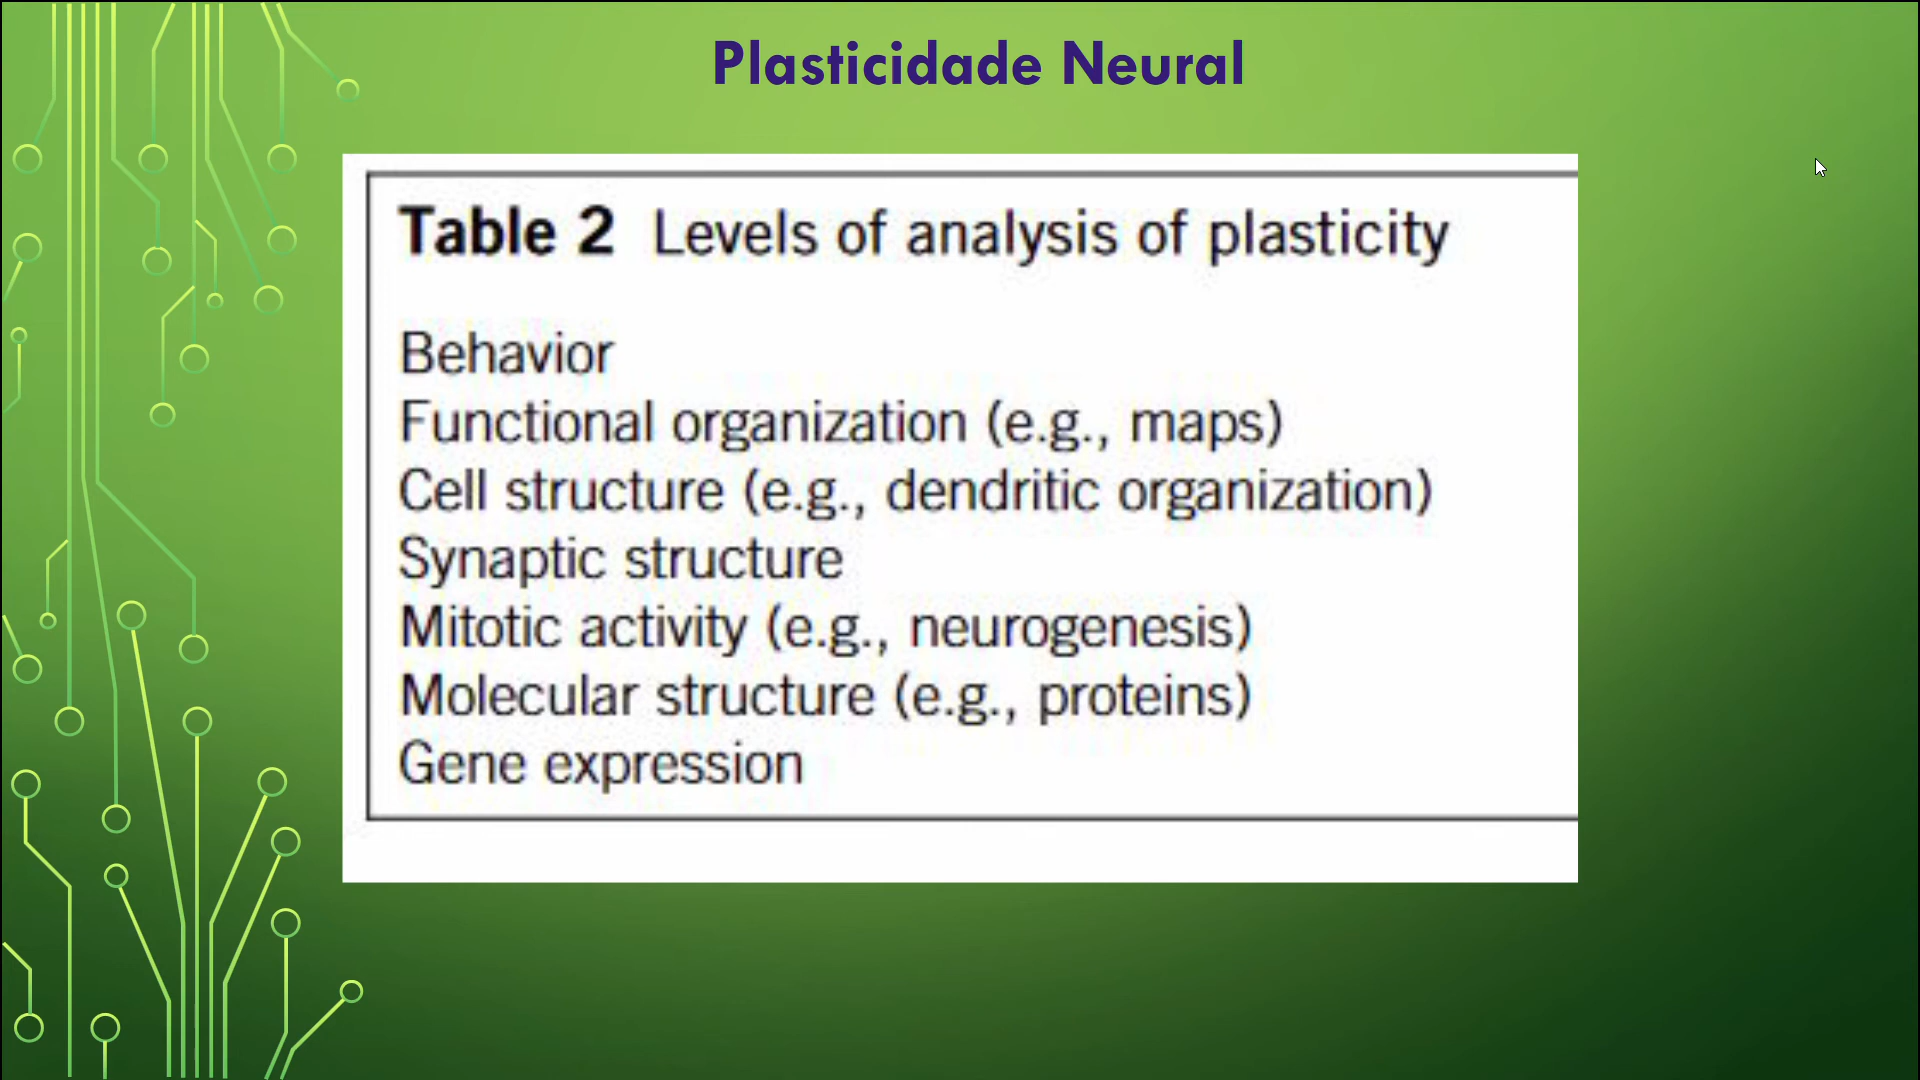 Plasticidade Neural
Table 2 Levels of analysis of plasticity
Behavior
Functional organization (e.g., maps)
Cell structure (e.g., dendritic organization)
Synaptic structure
Mitotic activity (e.g., neurogenesis)
Molecular structure (e.g., proteins)
Gene expression